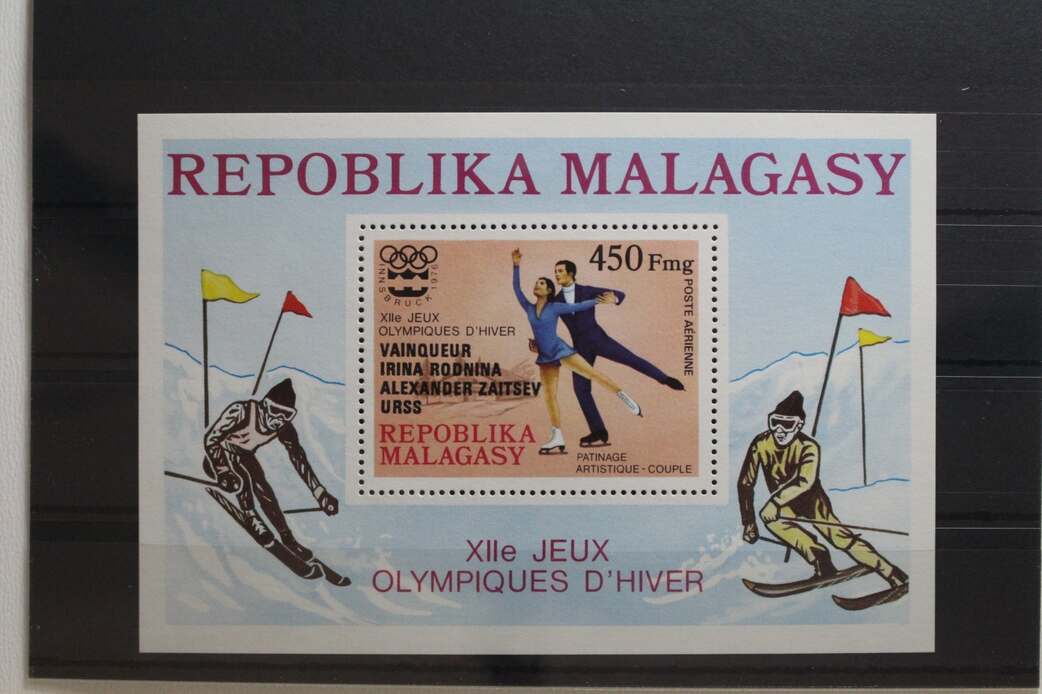 REPOBLIKA MALAGASY
INNSBRUCK 1976
450 Fmg
POSTE AÉRIENNE
XIIe JEUX
OLYMPIQUES D'HIVER
VAINQUEUR
IRINA RODNINA
ALEXANDER ZAITSEV
URSS
REPOBLIKA
MALAGASY
PATINAGE
ARTISTIQUE-COUPLE
XIIe JEUX
OLYMPIQUES D'HIVER